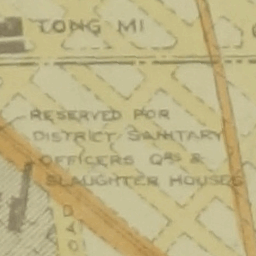 TONG MI
RESERVED FOR
DISTRICT SANITARY
OFFICERS QRS &
SLAUGHTER HOUSES